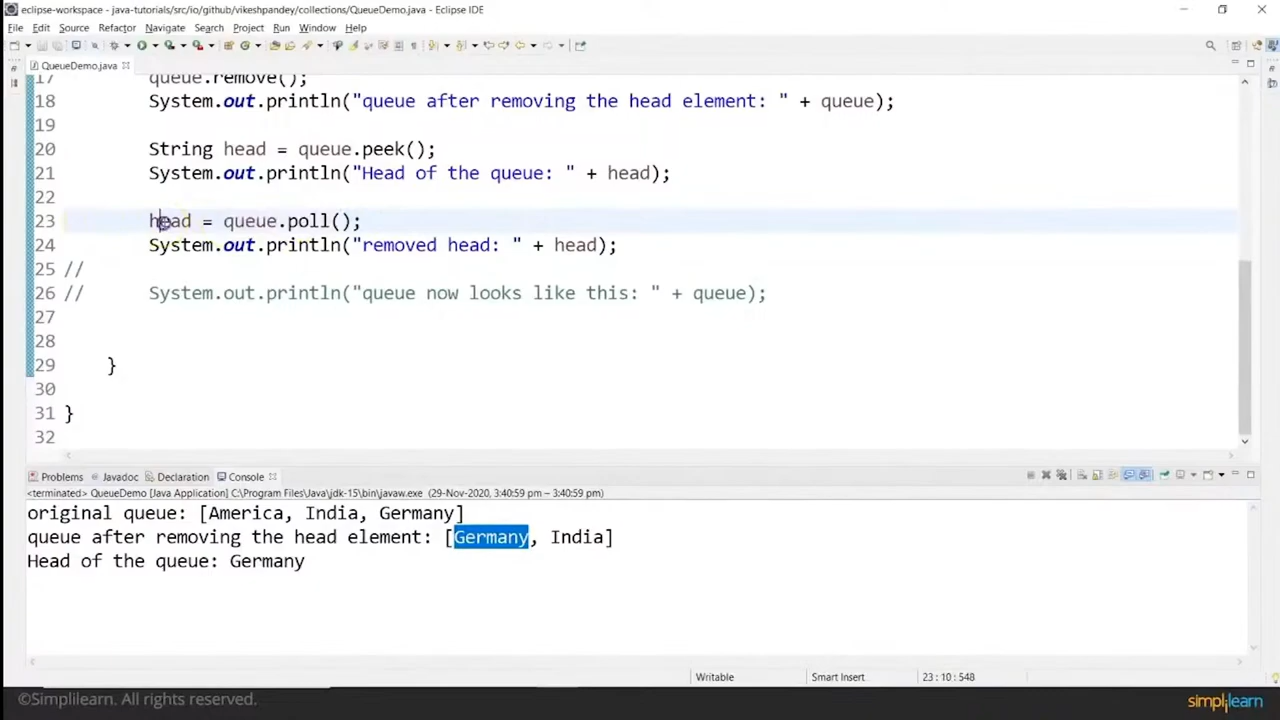 eclipse-workspace - java-tutorials/src/io/github/vikeshpandey/collections/QueueDemo.java - Eclipse IDE
File Edit Source Refactor Navigate Search Project Run Window Help
QueueDemo.java
17 queue.remove();
18 System.out.println("queue after removing the head element: " + queue);
19
20 String head = queue.peek();
21 System.out.println("Head of the queue: " + head);
22
23 head = queue.poll();
24 System.out.println("removed head: " + head);
25 //
26 // System.out.println("queue now looks like this: " + queue);
27
28
29 }
30
31 }
32
Problems Javadoc Declaration Console
<terminated> QueueDemo [Java Application] C:\Program Files\Java\jdk-15\bin\javaw.exe (29-Nov-2020, 3:40:59 pm – 3:40:59 pm)
original queue: [America, India, Germany]
queue after removing the head element: [Germany, India]
Head of the queue: Germany
Writable Smart Insert 23 : 10 : 548
©Simplilearn. All rights reserved. simplilearn